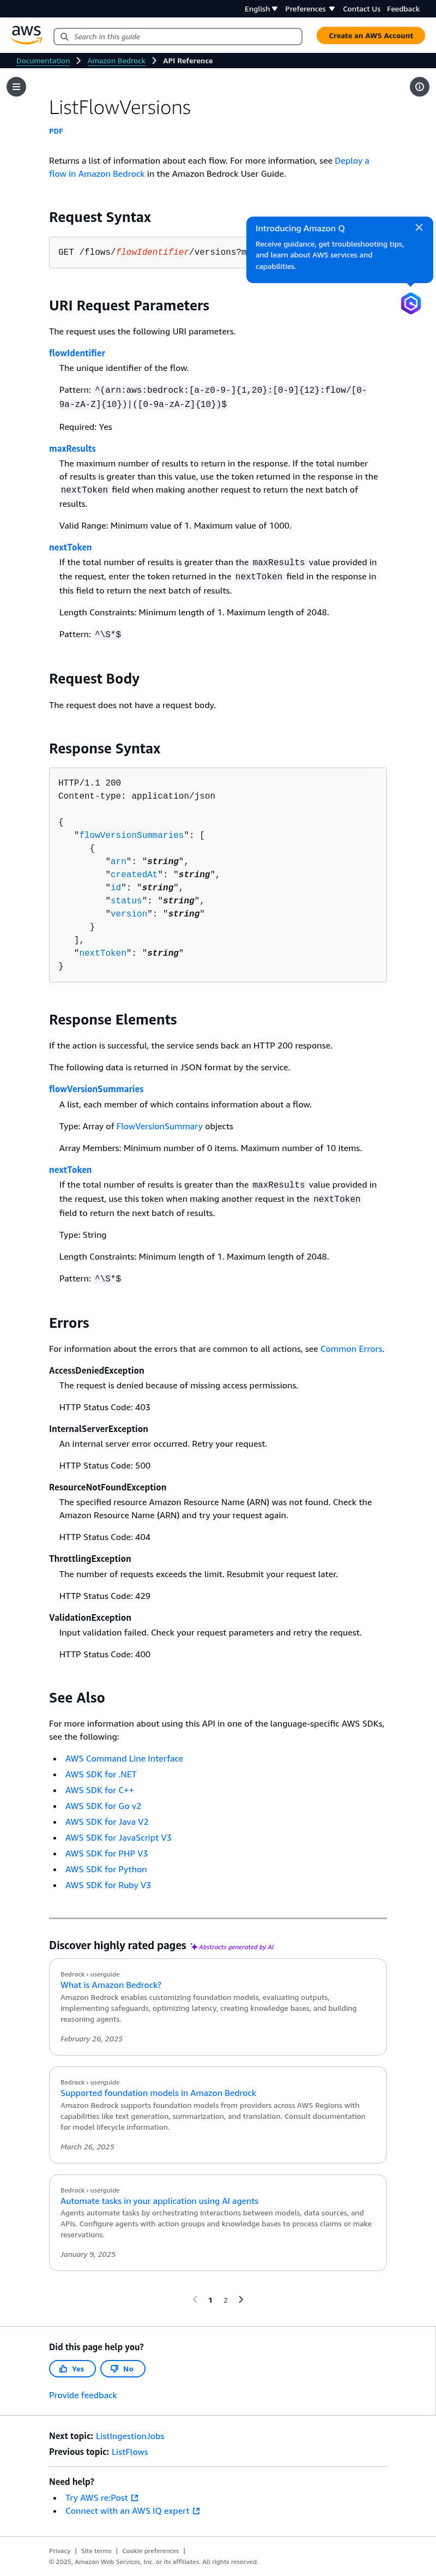 English
Preferences
Contact Us
Feedback
aws
Search in this guide
Create an AWS Account
Documentation
Amazon Bedrock
API Reference
ListFlowVersions
PDF
Returns a list of information about each flow. For more information, see Deploy a
flow in Amazon Bedrock in the Amazon Bedrock User Guide.
Request Syntax
GET /flows/flowIdentifier/versions?m
Introducing Amazon Q
Receive guidance, get troubleshooting tips,
and learn about AWS services and
capabilities.
URI Request Parameters
The request uses the following URI parameters.
flowIdentifier
The unique identifier of the flow.
Pattern: ^(arn:aws:bedrock:[a-z0-9-]{1,20}:[0-9]{12}:flow/[0-
9a-zA-Z]{10})|([0-9a-zA-Z]{10})$
Required: Yes
maxResults
The maximum number of results to return in the response. If the total number
of results is greater than this value, use the token returned in the response in the
nextToken field when making another request to return the next batch of
results.
Valid Range: Minimum value of 1. Maximum value of 1000.
nextToken
If the total number of results is greater than the maxResults value provided in
the request, enter the token returned in the nextToken field in the response in
this field to return the next batch of results.
Length Constraints: Minimum length of 1. Maximum length of 2048.
Pattern: ^\S*$
Request Body
The request does not have a request body.
Response Syntax
HTTP/1.1 200
Content-type: application/json
{
"flowVersionSummaries": [
{
"arn": "string",
"createdAt": "string",
"id": "string",
"status": "string",
"version": "string"
}
],
"nextToken": "string"
}
Response Elements
If the action is successful, the service sends back an HTTP 200 response.
The following data is returned in JSON format by the service.
flowVersionSummaries
A list, each member of which contains information about a flow.
Type: Array of FlowVersionSummary objects
Array Members: Minimum number of 0 items. Maximum number of 10 items.
nextToken
If the total number of results is greater than the maxResults value provided in
the request, use this token when making another request in the nextToken
field to return the next batch of results.
Type: String
Length Constraints: Minimum length of 1. Maximum length of 2048.
Pattern: ^\S*$
Errors
For information about the errors that are common to all actions, see Common Errors.
AccessDeniedException
The request is denied because of missing access permissions.
HTTP Status Code: 403
InternalServerException
An internal server error occurred. Retry your request.
HTTP Status Code: 500
ResourceNotFoundException
The specified resource Amazon Resource Name (ARN) was not found. Check the
Amazon Resource Name (ARN) and try your request again.
HTTP Status Code: 404
ThrottlingException
The number of requests exceeds the limit. Resubmit your request later.
HTTP Status Code: 429
ValidationException
Input validation failed. Check your request parameters and retry the request.
HTTP Status Code: 400
See Also
For more information about using this API in one of the language-specific AWS SDKs,
see the following:
• AWS Command Line Interface
• AWS SDK for .NET
• AWS SDK for C++
• AWS SDK for Go v2
• AWS SDK for Java V2
• AWS SDK for JavaScript V3
• AWS SDK for PHP V3
• AWS SDK for Python
• AWS SDK for Ruby V3
Discover highly rated pages Abstracts generated by AI
Bedrock › userguide
What is Amazon Bedrock?
Amazon Bedrock enables customizing foundation models, evaluating outputs,
implementing safeguards, optimizing latency, creating knowledge bases, and building
reasoning agents.
February 26, 2025
Bedrock › userguide
Supported foundation models in Amazon Bedrock
Amazon Bedrock supports foundation models from providers across AWS Regions with
capabilities like text generation, summarization, and translation. Consult documentation
for model lifecycle information.
March 26, 2025
Bedrock › userguide
Automate tasks in your application using AI agents
Agents automate tasks by orchestrating interactions between models, data sources, and
APIs. Configure agents with action groups and knowledge bases to process claims or make
reservations.
January 9, 2025
1 2
Did this page help you?
Yes
No
Provide feedback
Next topic: ListIngestionJobs
Previous topic: ListFlows
Need help?
• Try AWS re:Post
• Connect with an AWS IQ expert
Privacy | Site terms | Cookie preferences |
© 2025, Amazon Web Services, Inc. or its affiliates. All rights reserved.